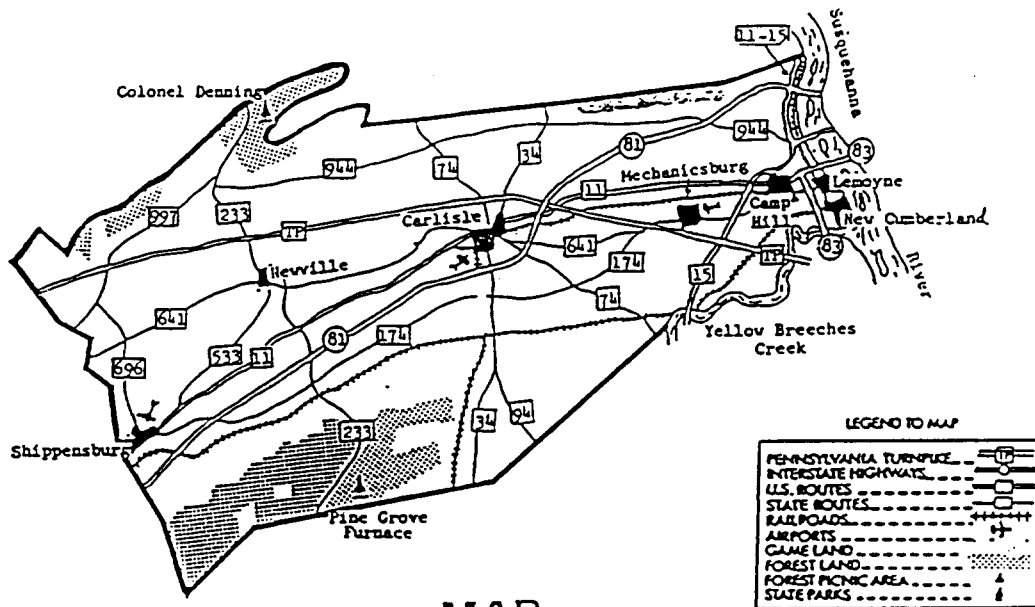 11-15
Susquehanna
Colonel Denning
944
83
34
81
74
944
Mechanicsburg
11
Lemoyne
Camp
Hill
New Cumberland
997
233
Carlisle
TP
641
83
River
Newville
174
TP
15
74
641
174
81
Yellow Breeches
Creek
533
11
696
34
94
233
Shippensburg
Pine Grove
Furnace
LEGEND TO MAP
PENNSYLVANIA TURNPIKE
TP
INTERSTATE HIGHWAYS
U.S. ROUTES
STATE ROUTES
RAILROADS
AIRPORTS
GAME LAND
FOREST LAND
FOREST PICNIC AREA
STATE PARKS
MAP